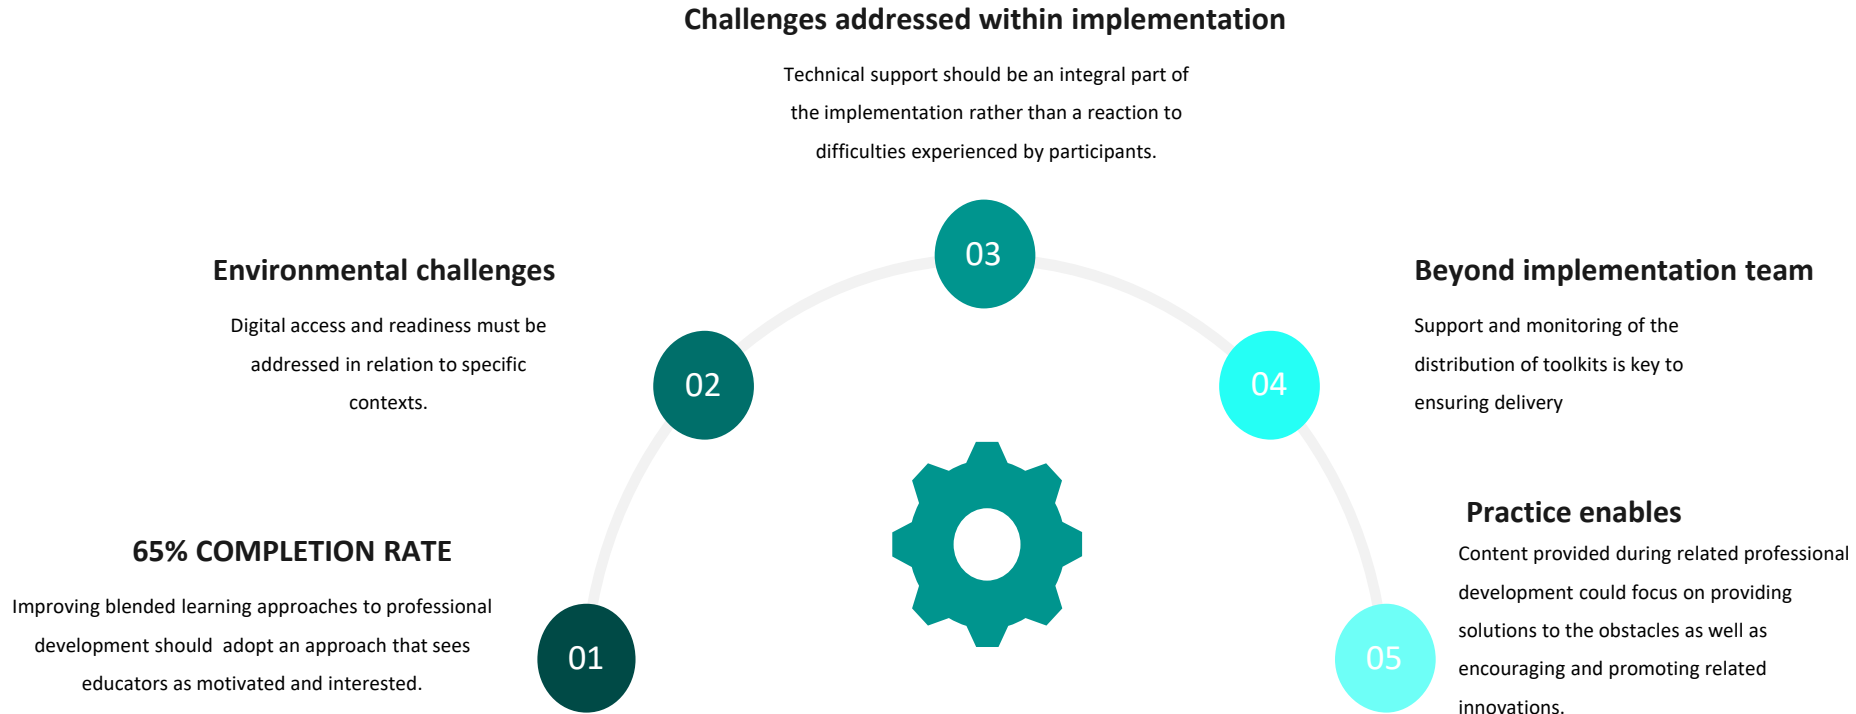 Challenges addressed within implementation
Technical support should be an integral part of
the implementation rather than a reaction to
difficulties experienced by participants.
03
Environmental challenges
Digital access and readiness must be
addressed in relation to specific
contexts.
02
Beyond implementation team
Support and monitoring of the
distribution of toolkits is key to
ensuring delivery
04
65% COMPLETION RATE
Improving blended learning approaches to professional
development should  adopt an approach that sees
educators as motivated and interested.
01
Practice enables
Content provided during related professional
development could focus on providing
solutions to the obstacles as well as
encouraging and promoting related
innovations.
05